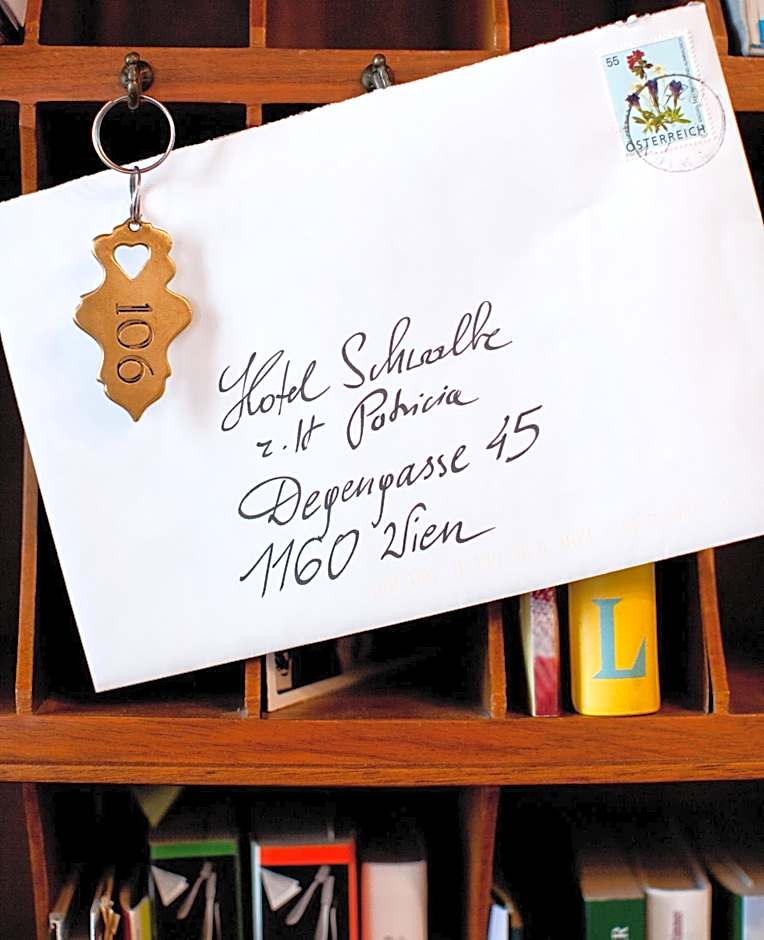 55
ÖSTERREICH
106
Hotel Schwalbe
z.H Patricia
Degengasse 45
1160 Wien
L
R